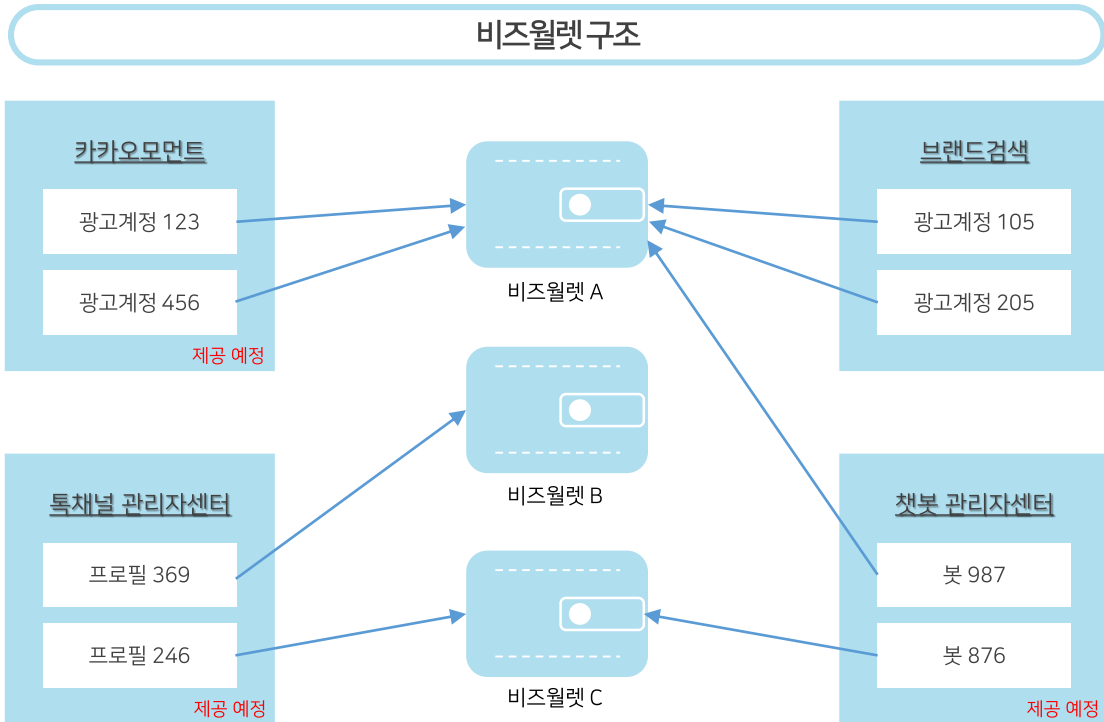 비즈월렛 구조
카카오모먼트
광고계정 123
광고계정 456
제공 예정
비즈월렛 A
브랜드검색
광고계정 105
광고계정 205
비즈월렛 B
톡채널 관리자센터
프로필 369
프로필 246
제공 예정
비즈월렛 C
챗봇 관리자센터
봇 987
봇 876
제공 예정